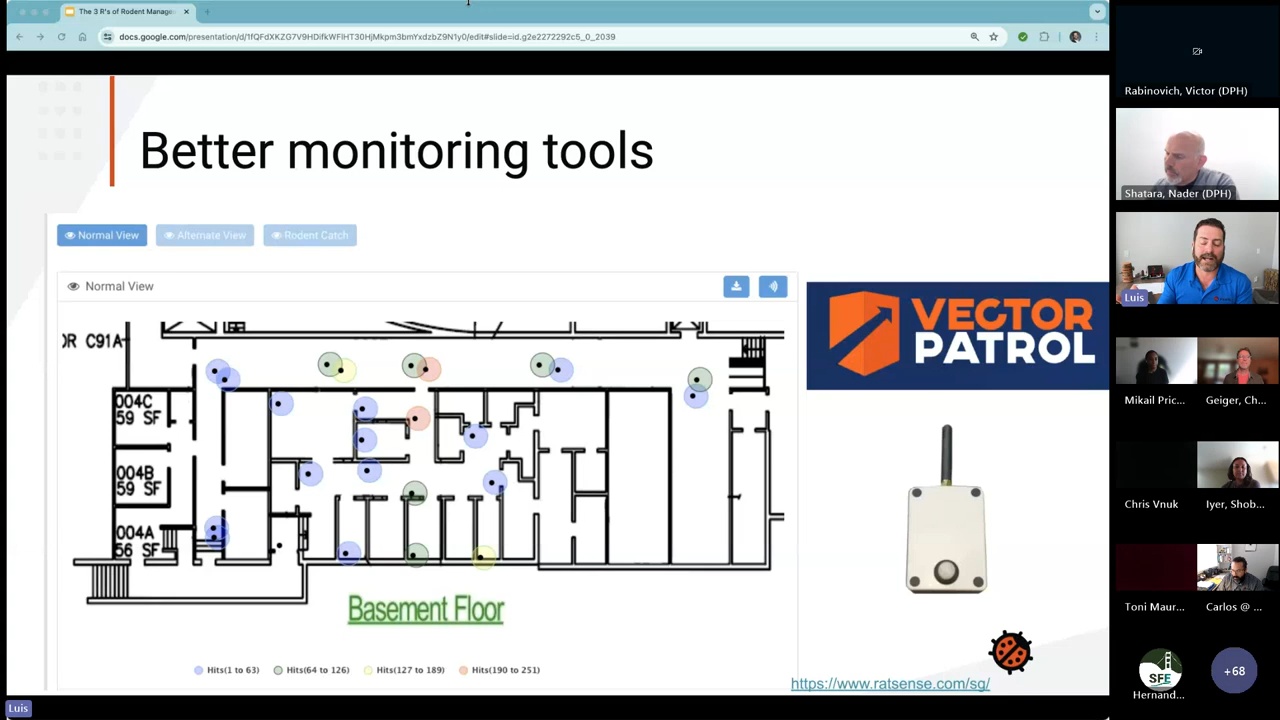 The 3 R's of Rodent Manage
docs.google.com/presentation/d/1fQFdXKZG7V9HDifkWFlHT30HjMkpm3bmYxdzbZ9N1y0/edit#slide=id.g2e2272292c5_0_2039
Better monitoring tools
Normal View
Alternate View
Rodent Catch
Normal View
OR C91A
004C
59 SF
004B
59 SF
004A
56 SF
Basement Floor
Hits(1 to 63)
Hits(64 to 126)
Hits(127 to 189)
Hits(190 to 251)
VECTOR
PATROL
https://www.ratsense.com/sg/
Luis
Rabinovich, Victor (DPH)
Shatara, Nader (DPH)
Luis
Mikail Pric...
Geiger, Ch...
Chris Vnuk
Iyer, Shob...
Toni Maur...
Carlos @ ...
SFE
Hernand...
+68